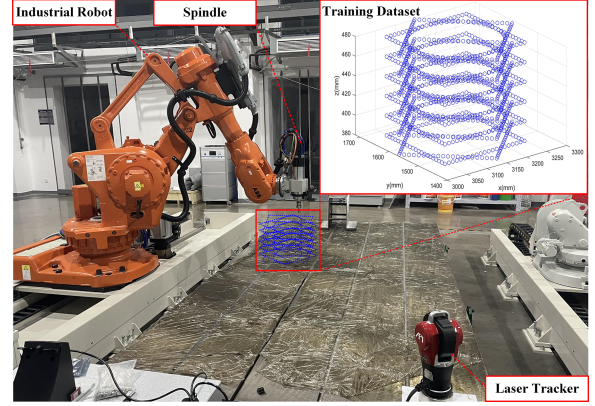 Industrial Robot
Spindle
Training Dataset
480
460
440
420
400
380
z(mm)
1700
1600
1500
1400
y(mm)
3000
3050
3100
3150
3200
3250
3300
x(mm)
Laser Tracker